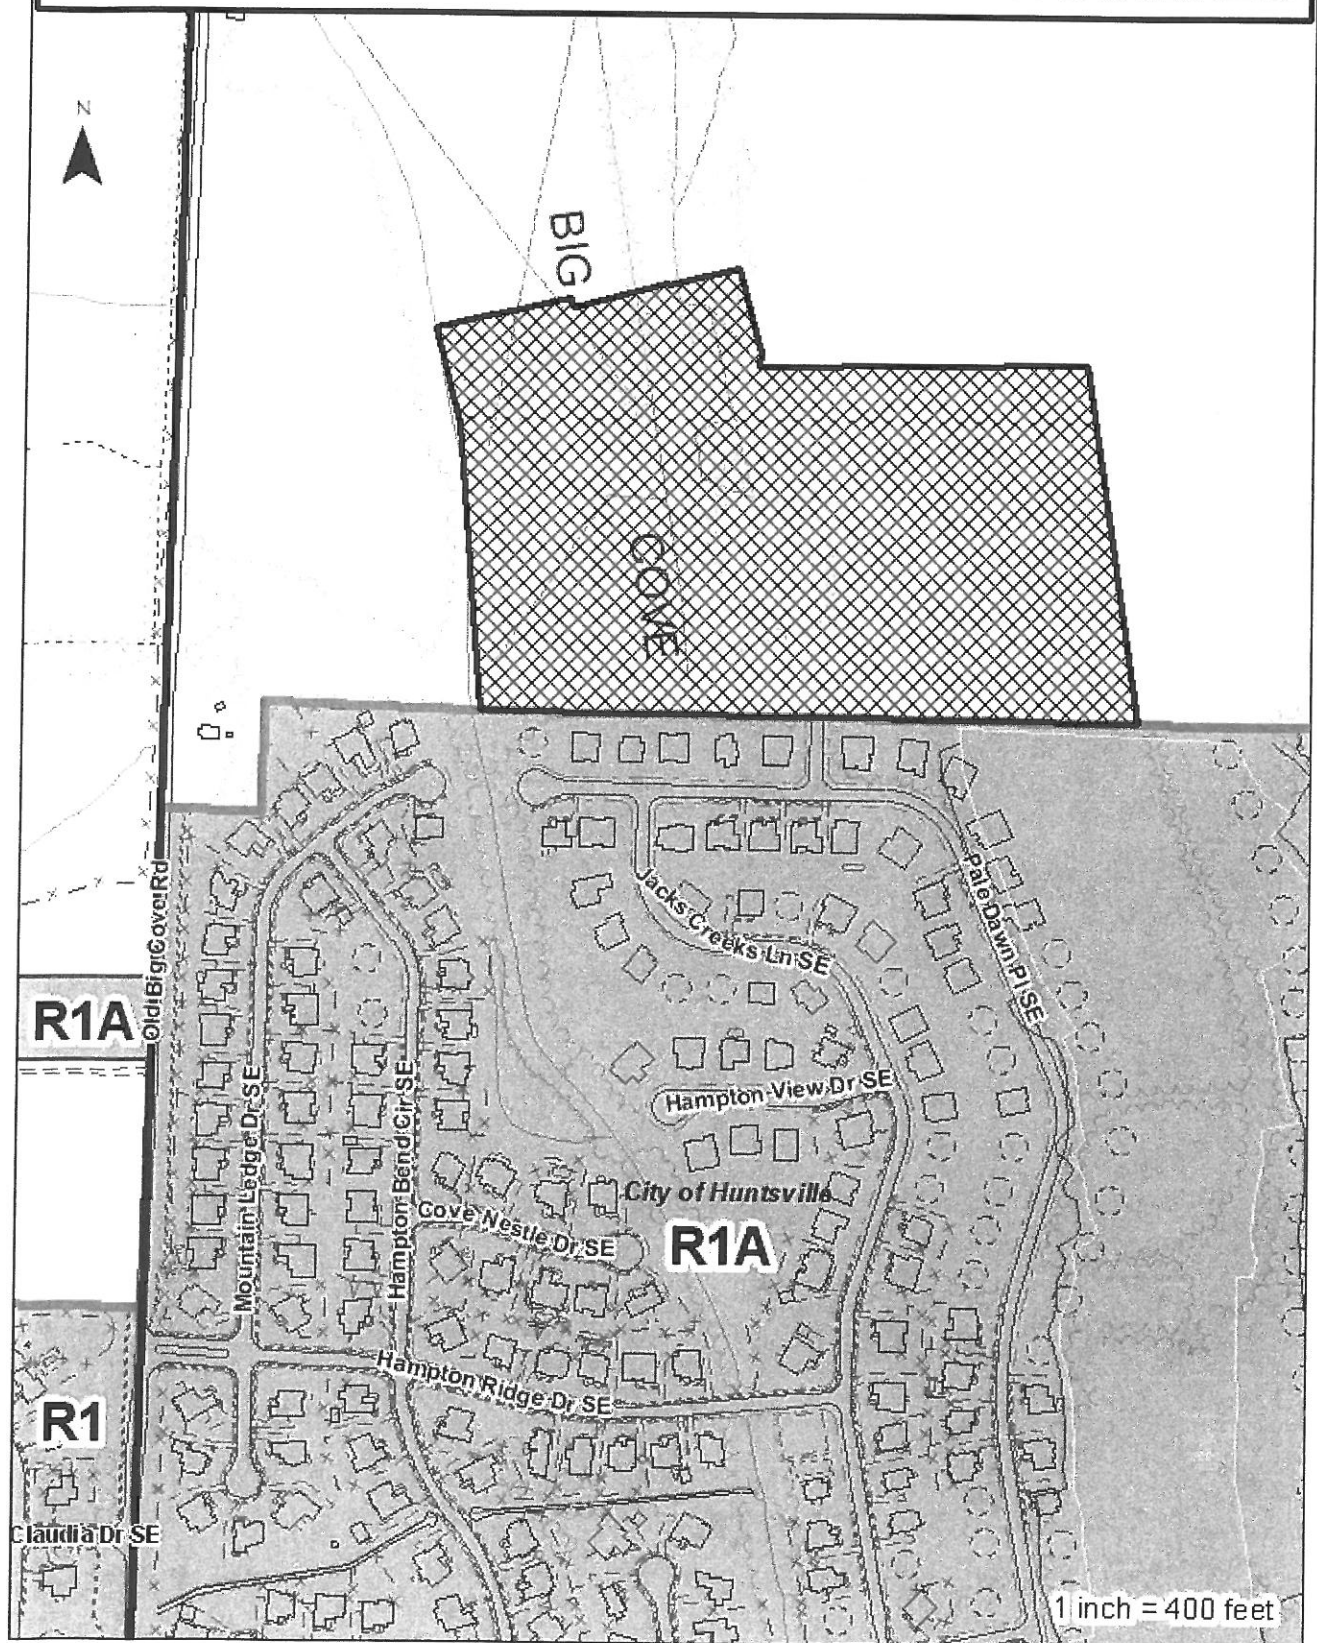 N
BIG
COVE
Old Big Cove Rd
R1A
Jacks Creeks Ln SE
Pale Dawn Pl SE
Hampton View Dr SE
Mountain Ledge Dr SE
Hampton Bend Cir SE
City of Huntsville
Cove Nestle Dr SE
R1A
Hampton Ridge Dr SE
R1
Claudia Dr SE
1 inch = 400 feet